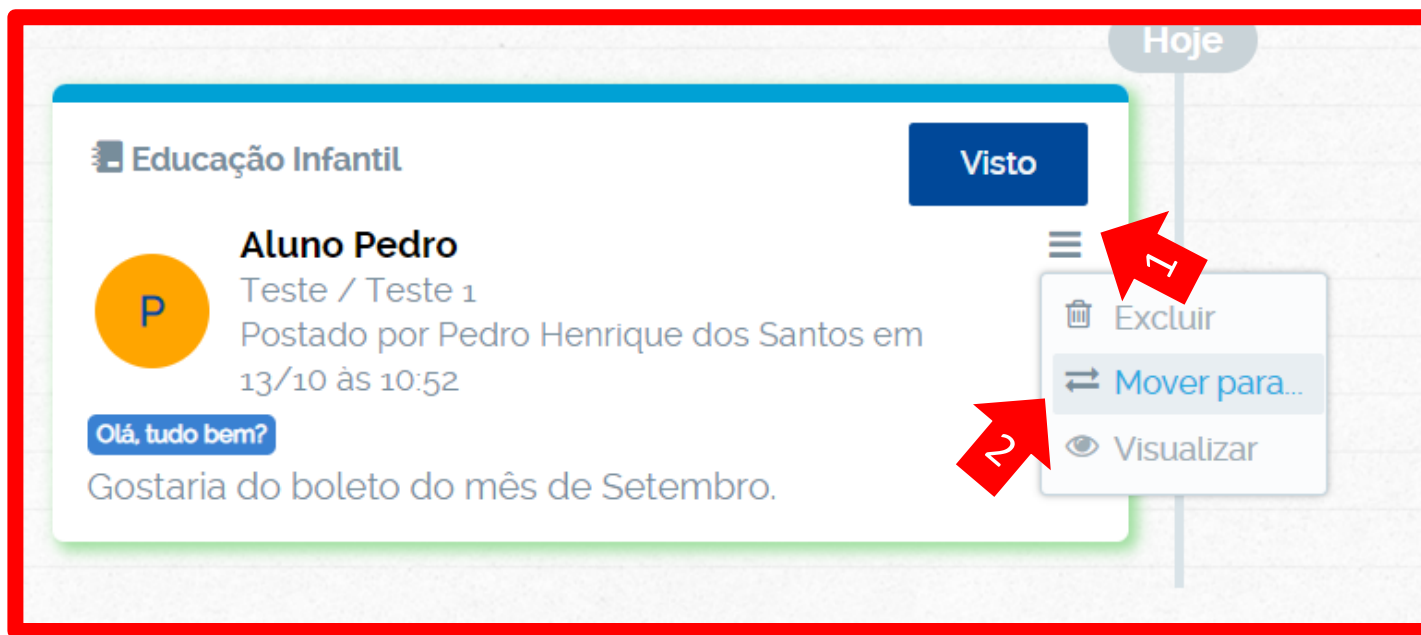 Hoje
Educação Infantil
Visto
Aluno Pedro
P
Teste / Teste 1
Postado por Pedro Henrique dos Santos em
13/10 às 10:52
Olá, tudo bem?
Gostaria do boleto do mês de Setembro.
1
Excluir
Mover para...
2
Visualizar